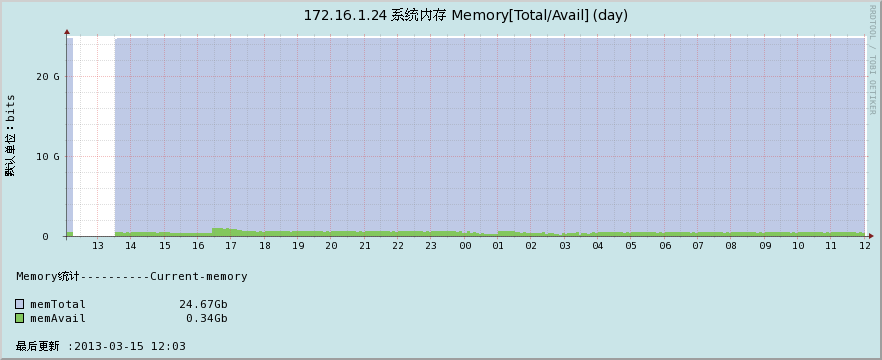 172.16.1.24 系统内存 Memory[Total/Avail] (day)
RRDTOOL / TOBI OETIKER
默认单位：bits
20 G
10 G
0
13 14 15 16 17 18 19 20 21 22 23 00 01 02 03 04 05 06 07 08 09 10 11 12
Memory统计----------Current-memory
memTotal 24.67Gb
memAvail 0.34Gb
最后更新 :2013-03-15 12:03